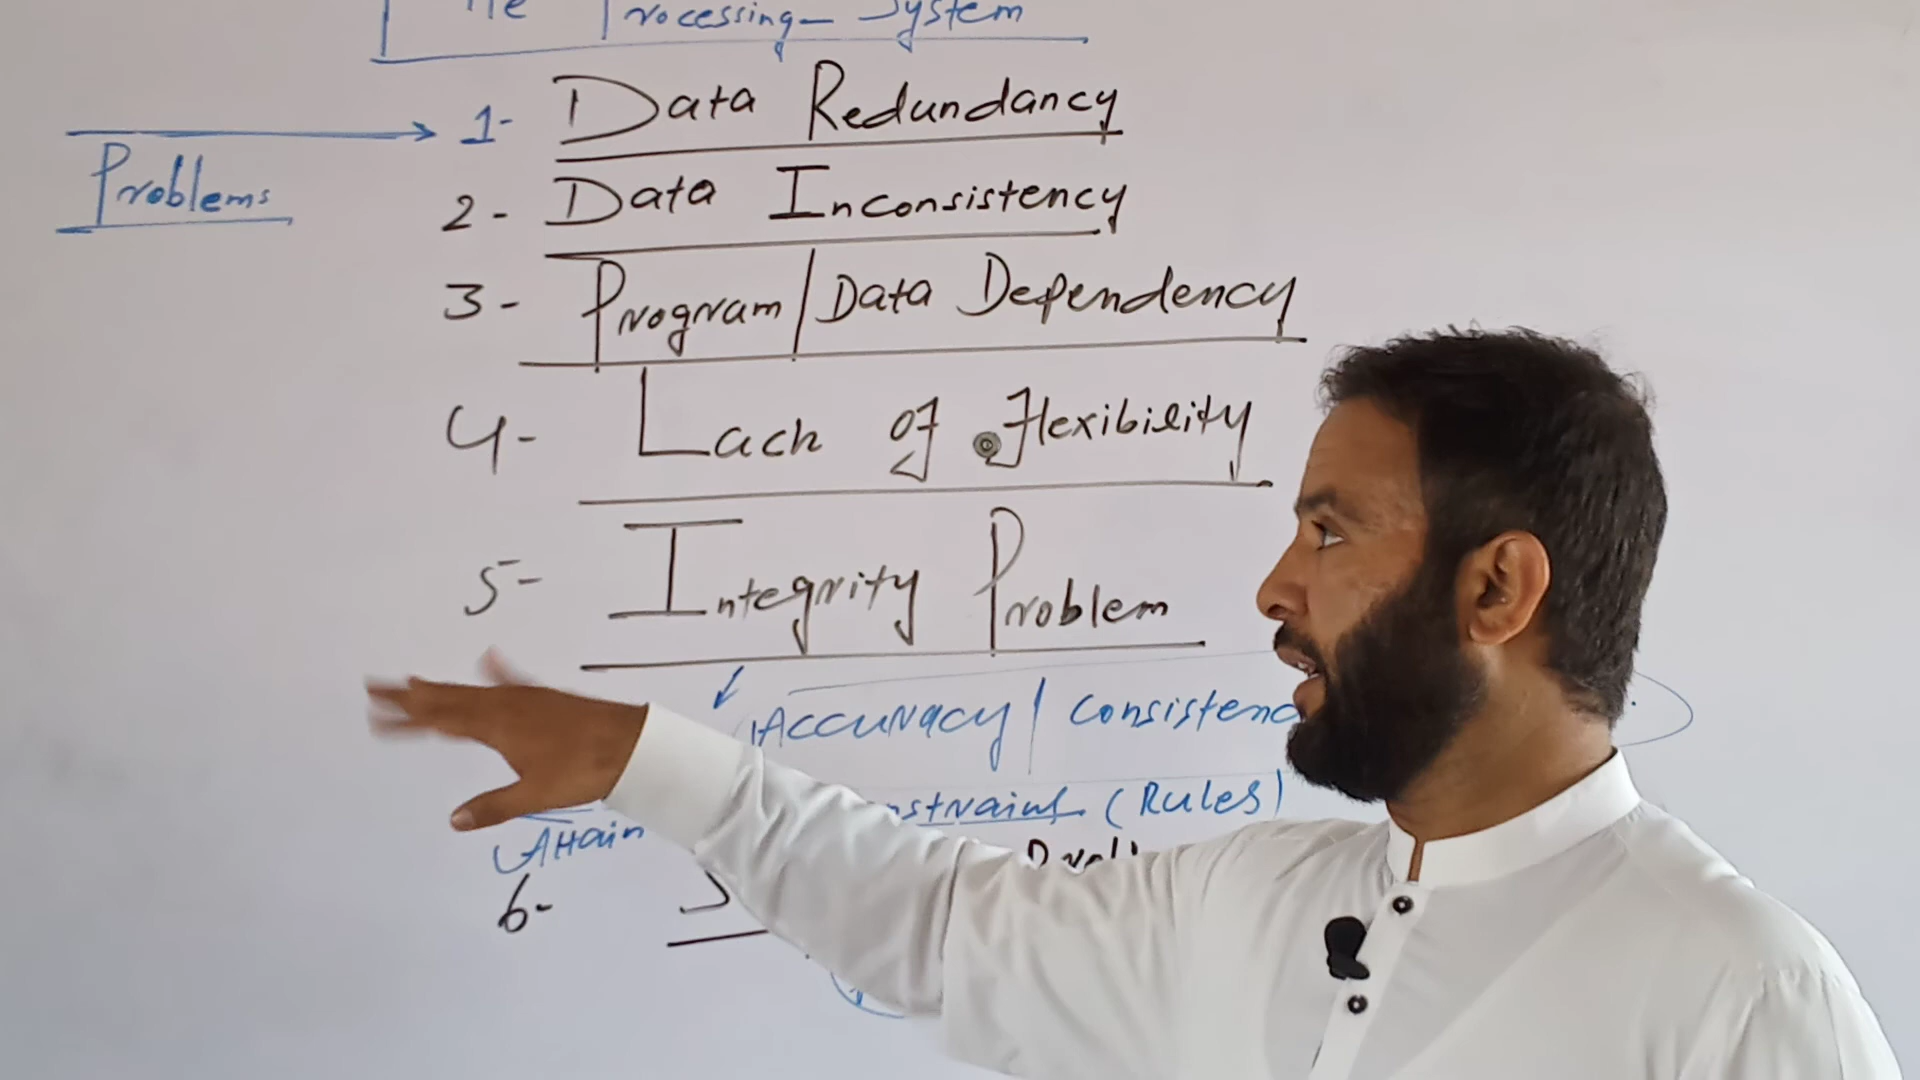 Processing System
1- Data Redundancy
Problems
2- Data Inconsistency
3- Program/Data Dependency
4- Lack of Flexibility
5- Integrity Problem
Accuracy/
(Rules)
Attain
6-